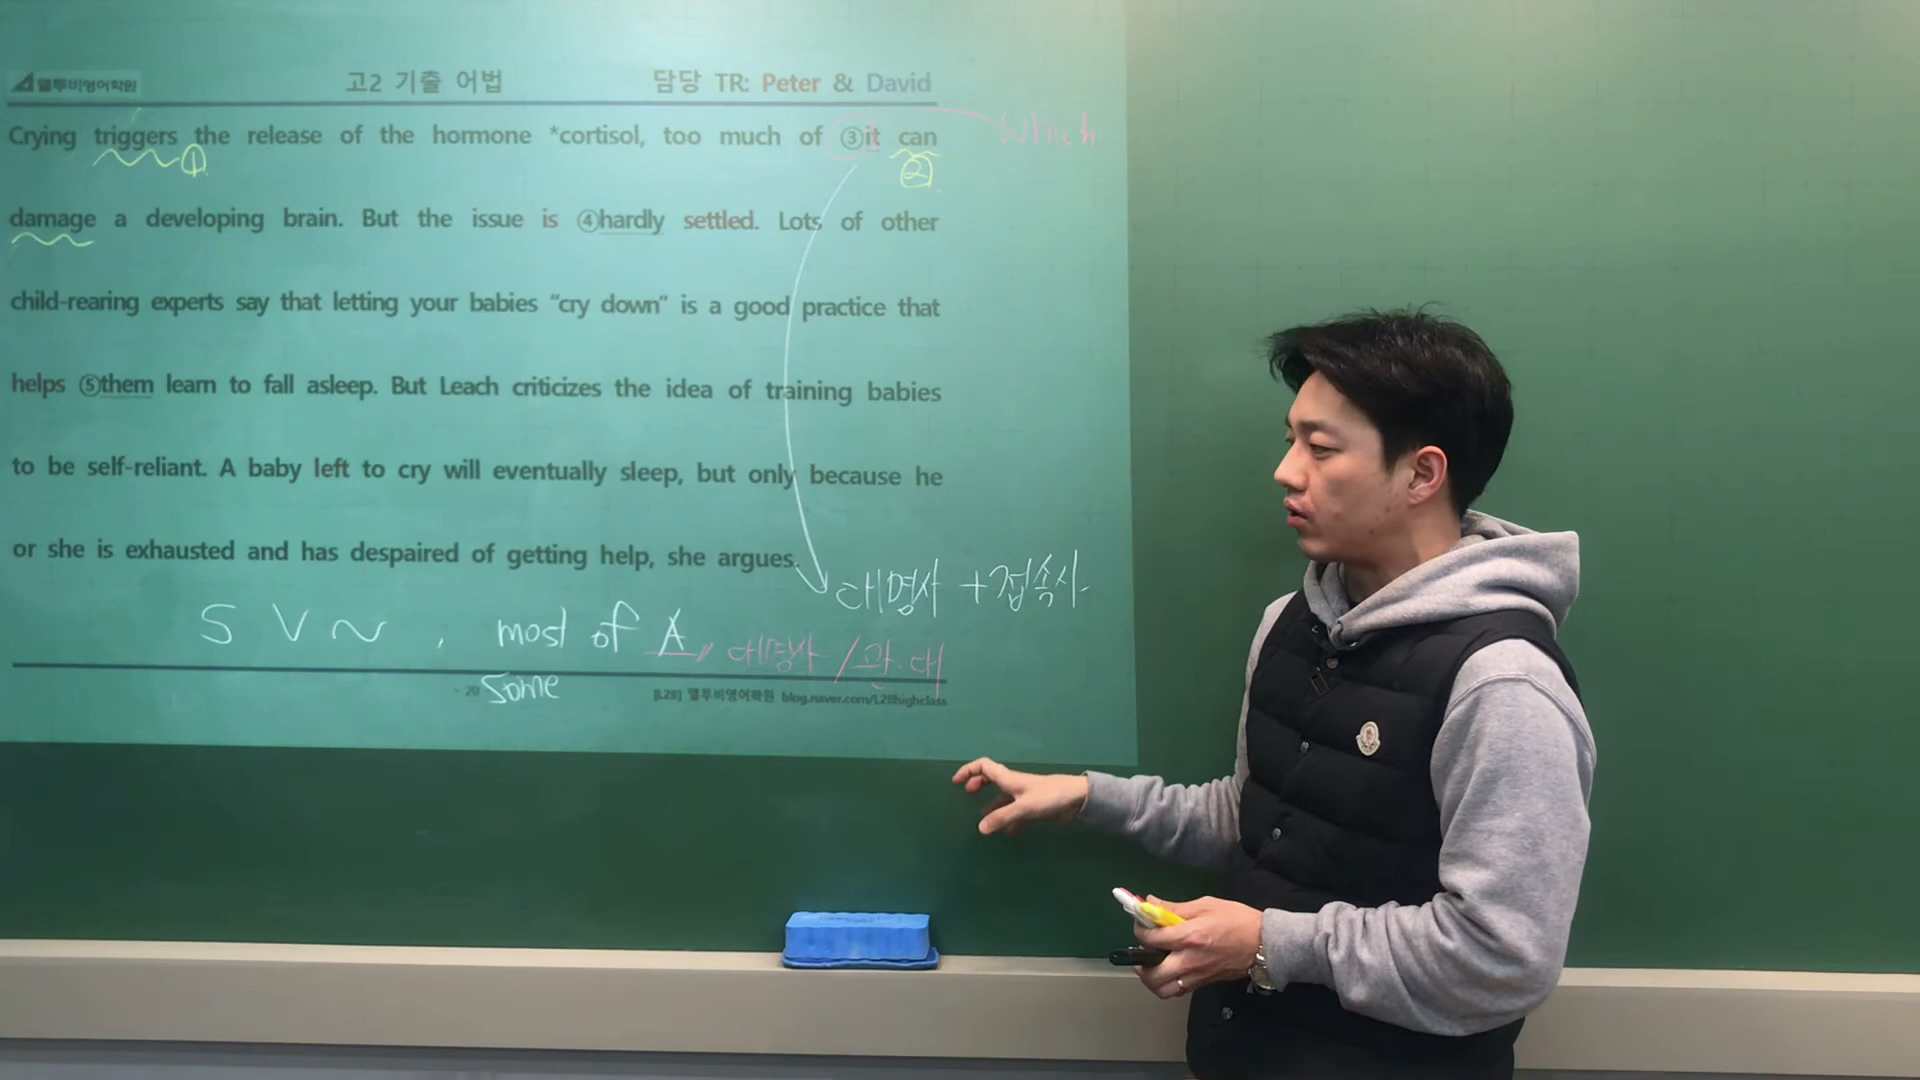 열투비영어학원 고2 기출 어법 담당 TR: Peter & David
Crying triggers the release of the hormone *cortisol, too much of ③it can which
① ②
damage a developing brain. But the issue is ④hardly settled. Lots of other
child-rearing experts say that letting your babies “cry down” is a good practice that
helps ⑤them learn to fall asleep. But Leach criticizes the idea of training babies
to be self-reliant. A baby left to cry will eventually sleep, but only because he
or she is exhausted and has despaired of getting help, she argues.
대명사 + 접속사
S V ~ , most of A 대명사 / 관.대
some
- 20 [L2B] 열투비영어학원 blog.naver.com/L2Bhighclass